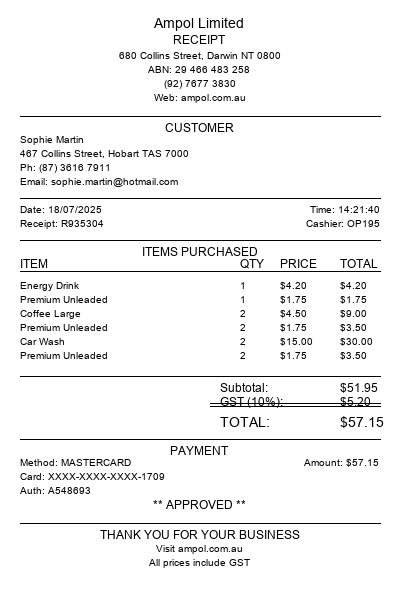 Ampol Limited
RECEIPT
680 Collins Street, Darwin NT 0800
ABN: 29 466 483 258
(92) 7677 3830
Web: ampol.com.au
CUSTOMER
Sophie Martin
467 Collins Street, Hobart TAS 7000
Ph: (87) 3616 7911
Email: sophie.martin@hotmail.com
Date: 18/07/2025 Time: 14:21:40
Receipt: R935304 Cashier: OP195
ITEMS PURCHASED
ITEM QTY PRICE TOTAL
Energy Drink 1 $4.20 $4.20
Premium Unleaded 1 $1.75 $1.75
Coffee Large 2 $4.50 $9.00
Premium Unleaded 2 $1.75 $3.50
Car Wash 2 $15.00 $30.00
Premium Unleaded 2 $1.75 $3.50
Subtotal: $51.95
GST (10%): $5.20
TOTAL: $57.15
PAYMENT
Method: MASTERCARD Amount: $57.15
Card: XXXX-XXXX-XXXX-1709
Auth: A548693
** APPROVED **
THANK YOU FOR YOUR BUSINESS
Visit ampol.com.au
All prices include GST